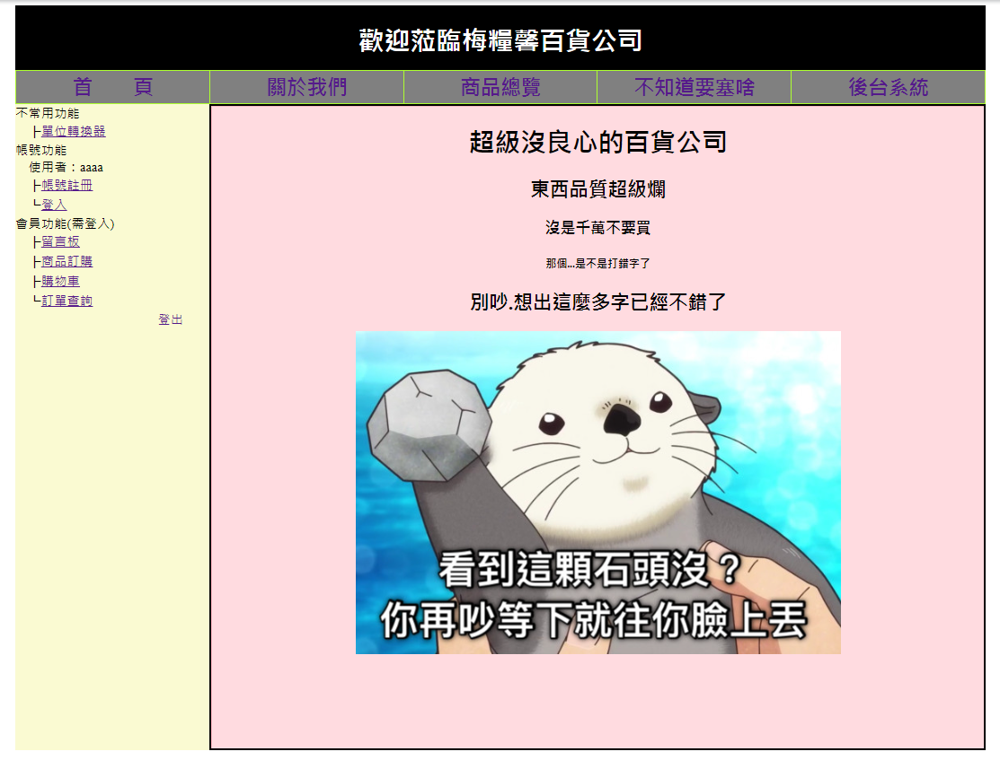 歡迎蒞臨梅糧馨百貨公司
首 頁 關於我們 商品總覽 不知道要塞啥 後台系統
不常用功能
├單位轉換器
帳號功能
使用者：aaaa
├帳號註冊
└登入
會員功能(需登入)
├留言板
├商品訂購
├購物車
└訂單查詢
登出
超級沒良心的百貨公司
東西品質超級爛
沒是千萬不要買
那個...是不是打錯字了
別吵.想出這麼多字已經不錯了
看到這顆石頭沒？
你再吵等下就往你臉上丟